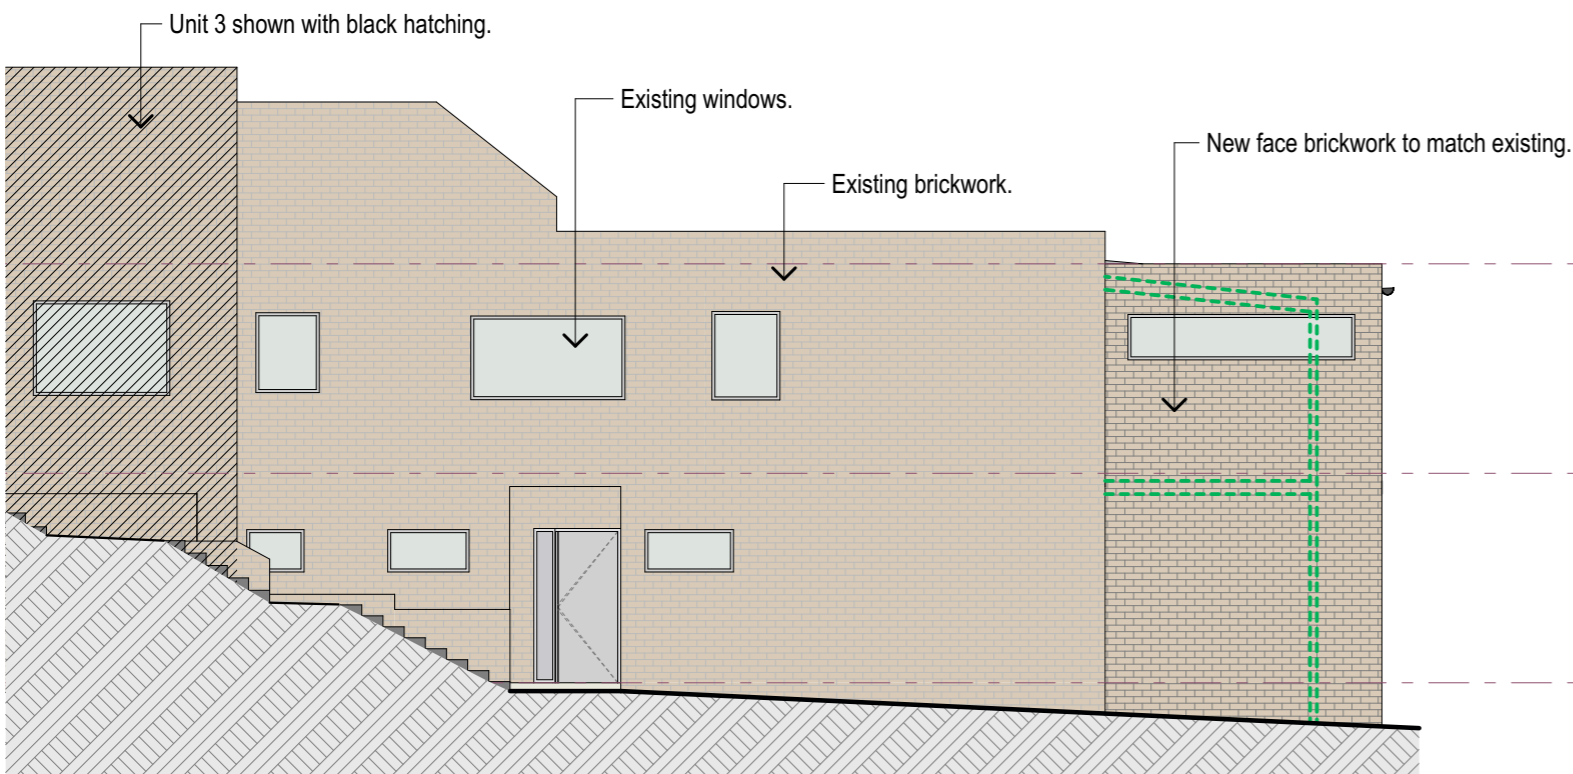 Unit 3 shown with black hatching.
Existing windows.
New face brickwork to match existing.
Existing brickwork.